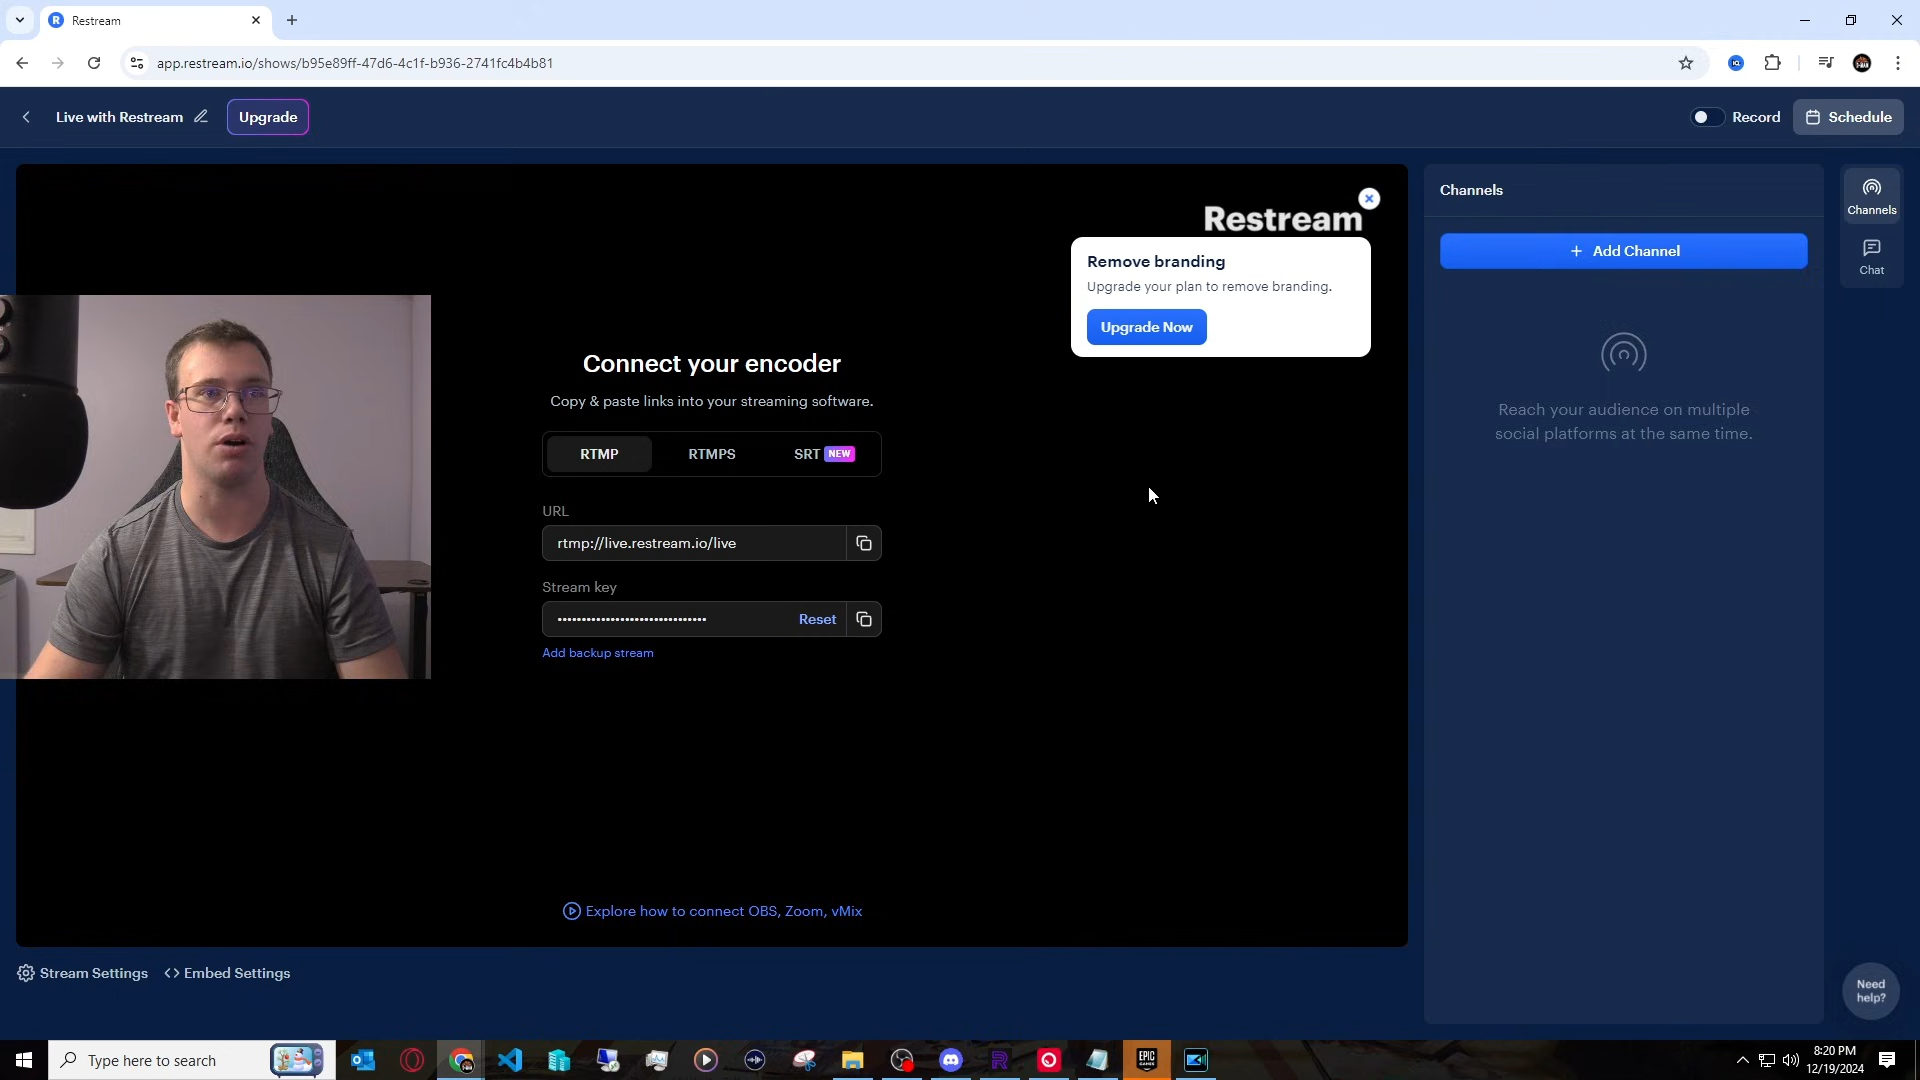 Restream
app.restream.io/shows/b95e89ff-47d6-4c1f-b936-2741fc4b4b81
Live with Restream
Upgrade
Record
Schedule
Restream
Remove branding
Upgrade your plan to remove branding.
Upgrade Now
Connect your encoder
Copy & paste links into your streaming software.
RTMP
RTMPS
SRT NEW
URL
rtmp://live.restream.io/live
Stream key
Reset
Add backup stream
Explore how to connect OBS, Zoom, vMix
Channels
+ Add Channel
Reach your audience on multiple
social platforms at the same time.
Channels
Chat
Stream Settings
<> Embed Settings
Need
help?
Type here to search
EPIC
GAMES
8:20 PM
12/19/2024